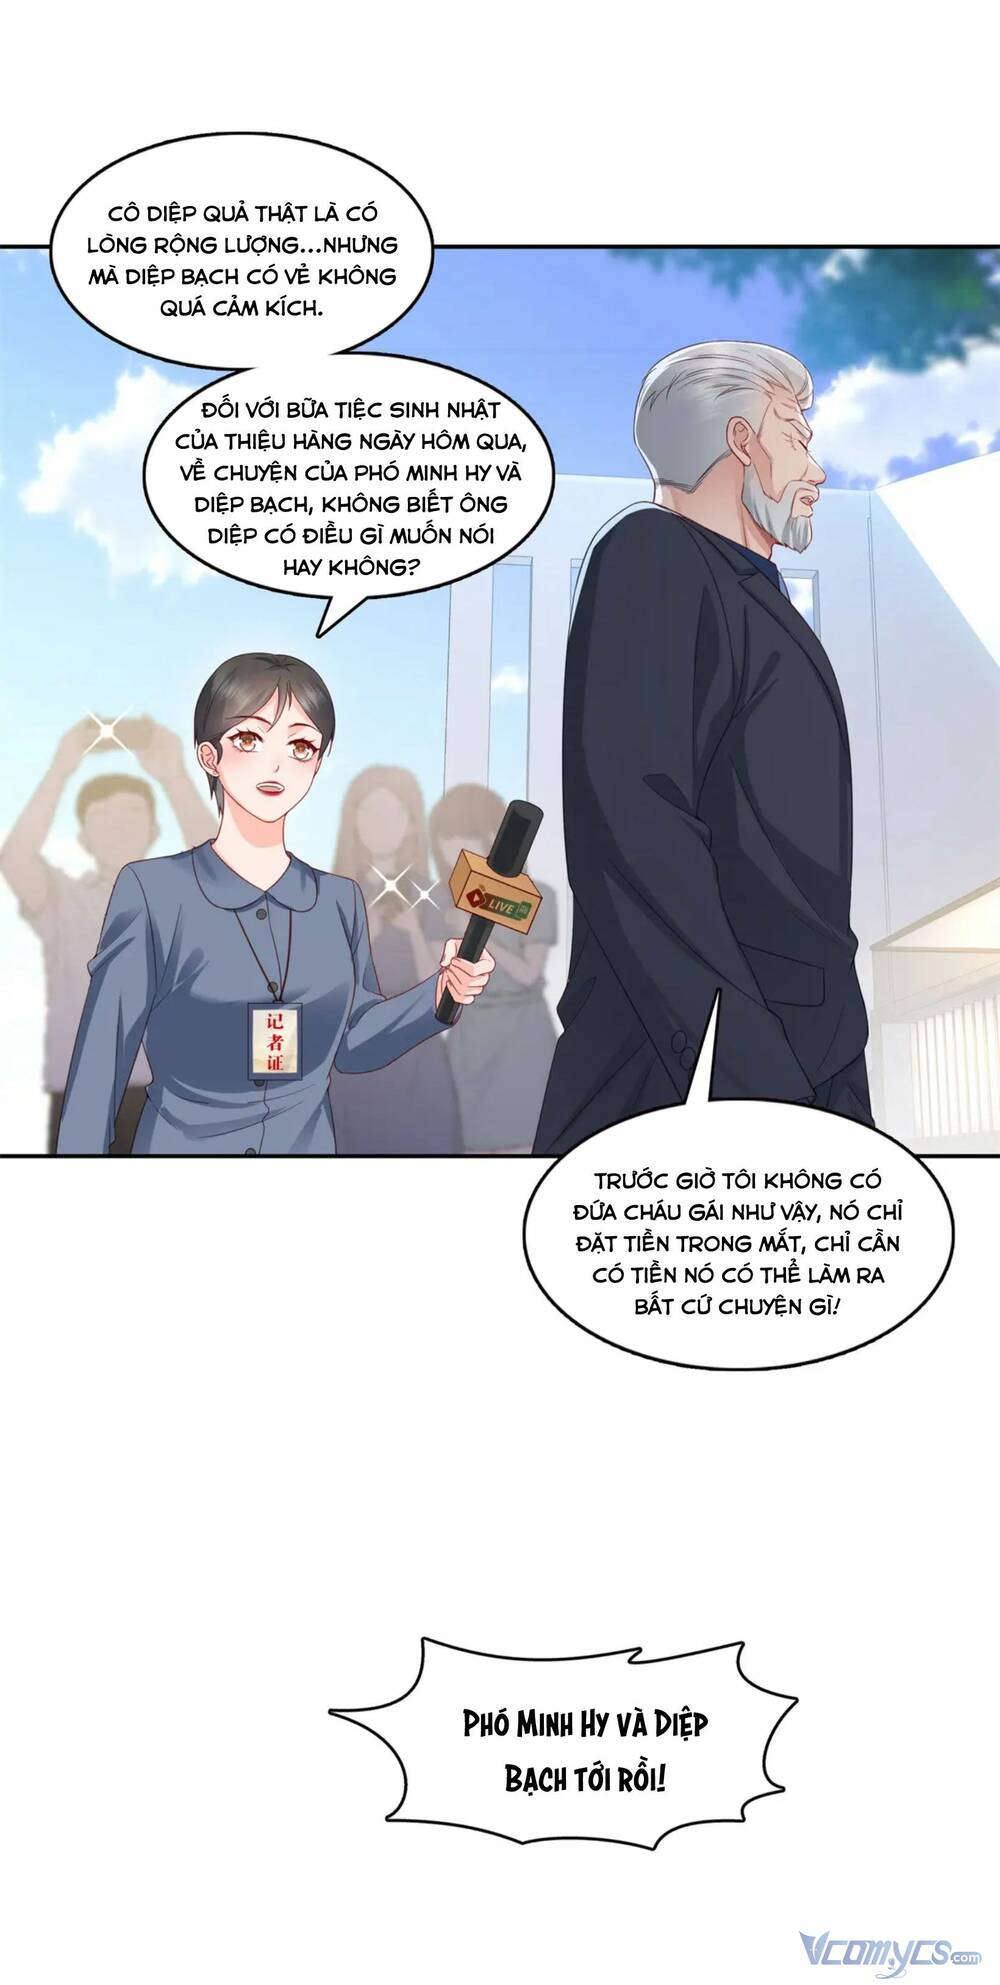 CÔ DIỆP QUẢ THẬT LÀ CÓ
LÒNG RỘNG LƯỢNG...NHƯNG
MÀ DIỆP BẠCH CÓ VẺ KHÔNG
QUÁ CẢM KÍCH.
ĐỐI VỚI BỮA TIỆC SINH NHẬT
CỦA THIỆU HÀNG NGÀY HÔM QUA,
VỀ CHUYỆN CỦA PHÓ MINH HY VÀ
DIỆP BẠCH, KHÔNG BIẾT ÔNG
DIỆP CÓ ĐIỀU GÌ MUỐN NÓI
HAY KHÔNG?
LIVE
记
者
证
TRƯỚC GIỜ TÔI KHÔNG CÓ
ĐỨA CHÁU GÁI NHƯ VẬY, NÓ CHỈ
ĐẶT TIỀN TRONG MẮT, CHỈ CẦN
CÓ TIỀN NÓ CÓ THỂ LÀM RA
BẤT CỨ CHUYỆN GÌ!
PHÓ MINH HY VÀ DIỆP
BẠCH TỚI RỒI!
VCOMYCS.com